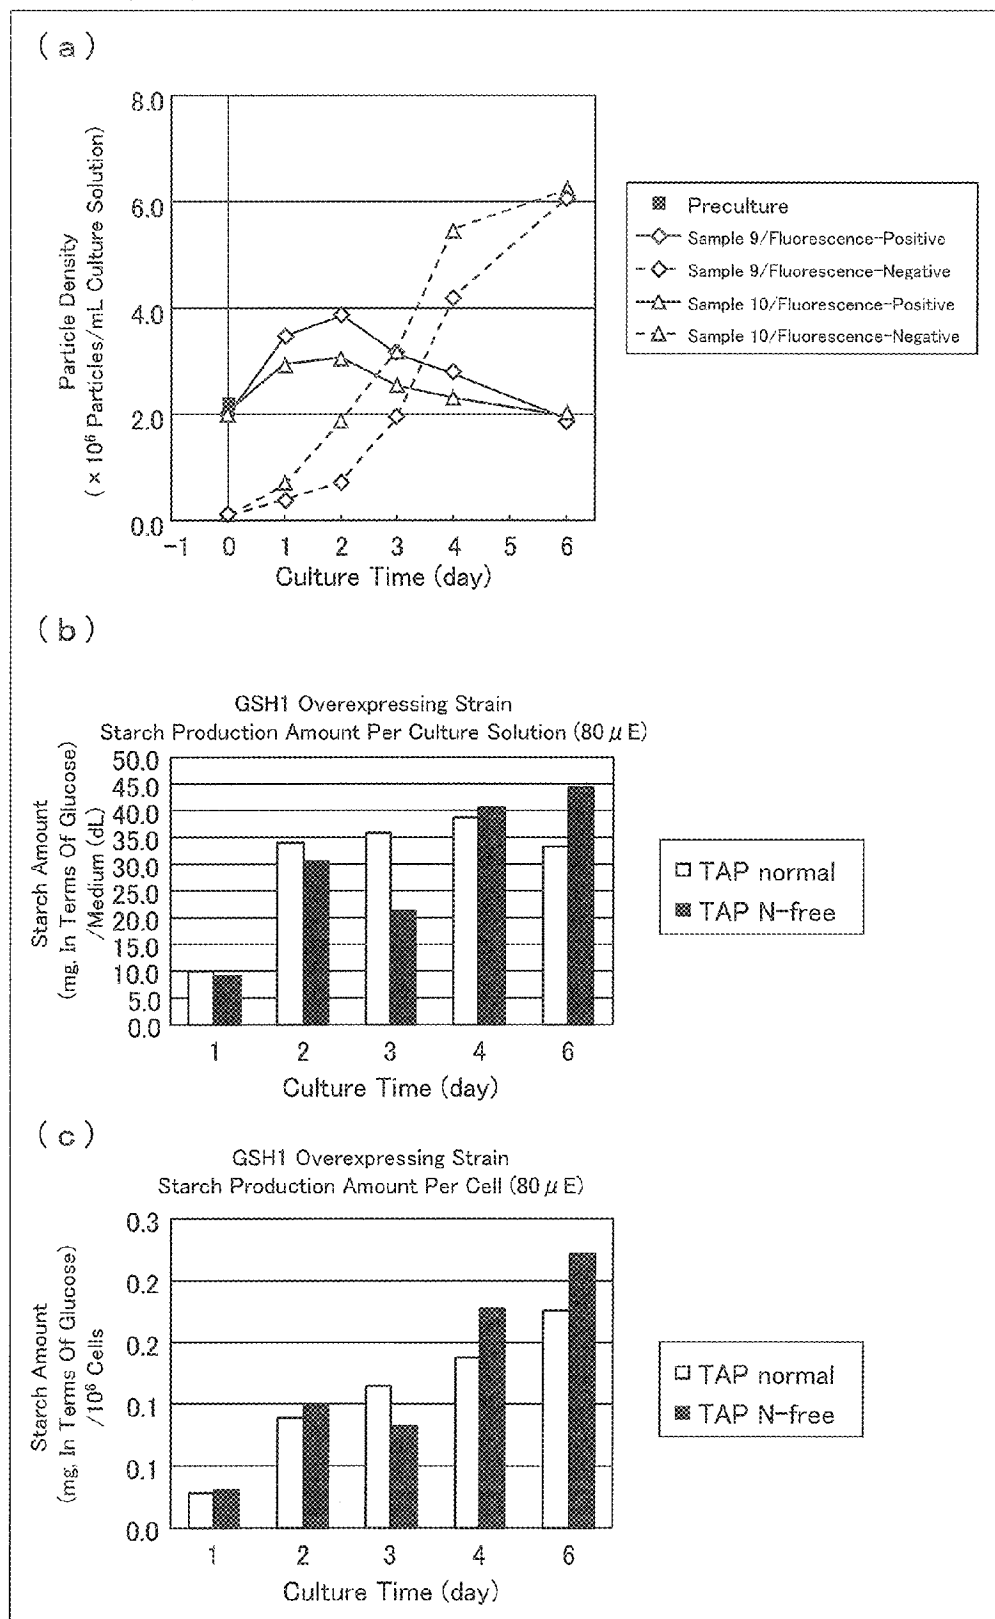 (a)
8.0
6.0
4.0
2.0
0.0
Particle Density
(×10⁶ Particles/mL Culture Solution)
-1 0 1 2 3 4 5 6
Culture Time (day)
Preculture
Sample 9/Fluorescence-Positive
Sample 9/Fluorescence-Negative
Sample 10/Fluorescence-Positive
Sample 10/Fluorescence-Negative
(b)
GSH1 Overexpressing Strain
Starch Production Amount Per Culture Solution (80 μE)
Starch Amount
(mg, In Terms Of Glucose)
/Medium (dL)
50.0
45.0
40.0
35.0
30.0
25.0
20.0
15.0
10.0
5.0
0.0
1 2 3 4 6
Culture Time (day)
TAP normal
TAP N-free
(c)
GSH1 Overexpressing Strain
Starch Production Amount Per Cell (80 μE)
Starch Amount
(mg, In Terms Of Glucose)
/10⁶ Cells
0.3
0.2
0.2
0.1
0.1
0.0
1 2 3 4 6
Culture Time (day)
TAP normal
TAP N-free